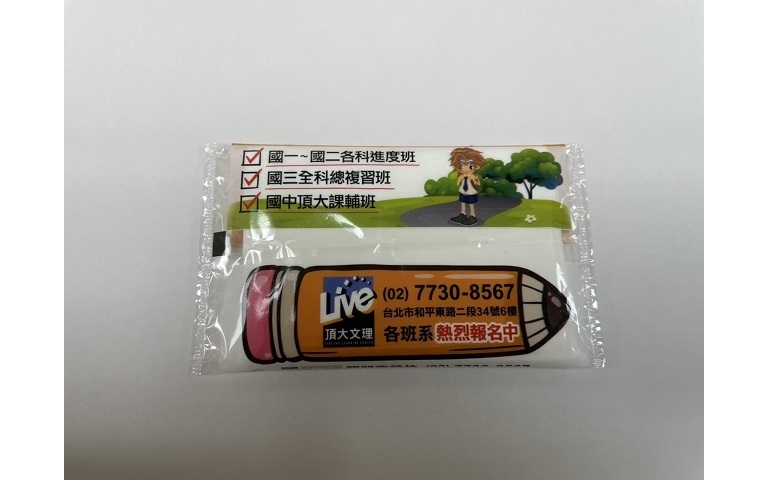 國一~國二各科進度班
國三全科總複習班
國中頂大課輔班
Live
頂大文理
(02) 7730-8567
台北市和平東路二段34號6樓
各班系熱烈報名中